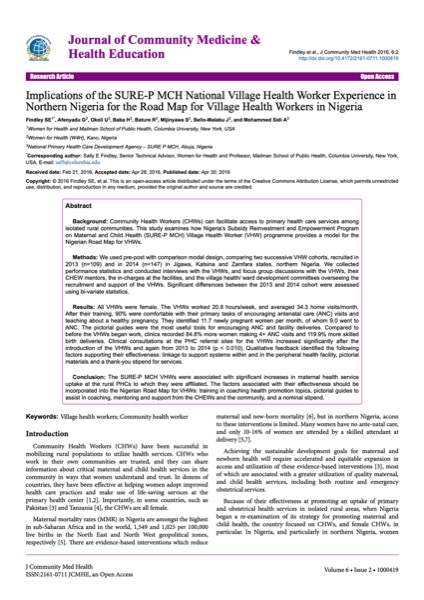 Journal of Community Medicine &
Health Education
Findley et al., J Community Med Health 2016, 6:2
http://dx.doi.org/10.4172/2161-0711.1000419
Research Article
Open Access
Implications of the SURE-P MCH National Village Health Worker Experience in
Northern Nigeria for the Road Map for Village Health Workers in Nigeria
Findley SE1*, Afenyadu G2, Okoli U3, Baba H3, Bature R3, Mijinyawa S2, Bello-Malabu J3, and Mohammed Sidi A3
1Women for Health and Mailman School of Public Health, Columbia University, New York, USA
2Women for Health (W4H), Kano, Nigeria
3National Primary Health Care Development Agency – SURE P MCH, Abuja, Nigeria
*Corresponding author: Sally E Findley, Senior Technical Advisor, Women for Health and Professor, Mailman School of Public Health, Columbia University, New York,
USA, E-mail: sef5@columbia.edu
Received date: Feb 21, 2016, Accepted date: Apr 28, 2016, Published date: Apr 30, 2016
Copyright: © 2016 Findley SE, et al. This is an open-access article distributed under the terms of the Creative Commons Attribution License, which permits unrestricted
use, distribution, and reproduction in any medium, provided the original author and source are credited.
Abstract
Background: Community Health Workers (CHWs) can facilitate access to primary health care services among
isolated rural communities. This study examines how Nigeria's Subsidy Reinvestment and Empowerment Program
on Maternal and Child Health (SURE-P MCH) Village Health Worker (VHW) programme provides a model for the
Nigerian Road Map for VHWs.
Methods: We used pre-post with comparison model design, comparing two successive VHW cohorts, recruited in
2013 (n=109) and in 2014 (n=147) in Jigawa, Katsina and Zamfara states, northern Nigeria. We collected
performance statistics and conducted interviews with the VHWs, and focus group discussions with the VHWs, their
CHEW mentors, the in-charges at the facilities, and the village health/ ward development committees overseeing the
recruitment and support of the VHWs. Significant differences between the 2013 and 2014 cohort were assessed
using bi-variate statistics.
Results: All VHWs were female. The VHWs worked 20.8 hours/week, and averaged 34.3 home visits/month.
After their training, 90% were comfortable with their primary tasks of encouraging antenatal care (ANC) visits and
teaching about a healthy pregnancy. They identified 11.7 newly pregnant women per month, of whom 9.0 went to
ANC. The pictorial guides were the most useful tools for encouraging ANC and facility deliveries. Compared to
before the VHWs began work, clinics recorded 84.8% more women making 4+ ANC visits and 119.9% more skilled
birth deliveries. Clinical consultations at the PHC referral sites for the VHWs increased significantly after the
introduction of the VHWs and again from 2013 to 2014 (p < 0.010). Qualitative feedback identified the following
factors supporting their effectiveness: linkage to support systems within and in the peripheral health facility, pictorial
materials and a thank-you stipend for services.
Conclusion: The SURE-P MCH VHWs were associated with significant increases in maternal health service
uptake at the rural PHCs to which they were affiliated. The factors associated with their effectiveness should be
incorporated into the Nigerian Road Map for VHWs: training in coaching health promotion topics, pictorial guides to
assist in coaching, mentoring and support from the CHEWs and the community, and a nominal stipend.
Keywords: Village health workers; Community health worker
Introduction
Community Health Workers (CHWs) have been successful in
mobilizing rural populations to utilize health services. CHWs who
work in their own communities are trusted, and they can share
information about critical maternal and child health services in the
community in ways that women understand and trust. In dozens of
countries, they have been effective at helping women adopt improved
health care practices and make use of life-saving services at the
primary health center [1,2]. Importantly, in some countries, such as
Pakistan [3] and Tanzania [4], the CHWs are all female.
Maternal mortality rates (MMR) in Nigeria are amongst the highest
in sub-Saharan Africa and in the world, 1,549 and 1,025 per 100,000
live births in the North East and North West geopolitical zones,
respectively [5]. There are evidence-based interventions which reduce
maternal and new-born mortality [6], but in northern Nigeria, access
to these interventions is limited. Many women have no ante-natal care,
and only 10-16% of women are attended by a skilled attendant at
delivery [5,7].
Achieving the sustainable development goals for maternal and
newborn health will require accelerated and equitable expansion in
access and utilization of these evidence-based interventions [3], most
of which are associated with a greater utilization of quality maternal,
and child health services, including both routine and emergency
obstetrical services.
Because of their effectiveness at promoting an uptake of primary
and obstetrical health services in isolated rural areas, when Nigeria
began a re-examination of its strategy for promoting maternal and
child health, the country focused on CHWs, and female CHWs, in
particular. In Nigeria, and particularly in northern Nigeria, women
J Community Med Health
ISSN:2161-0711 JCMHE, an Open Access
Volume 6 • Issue 2 • 1000419